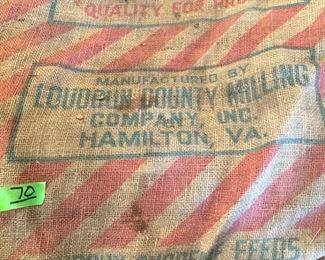 QUALITY FOR
MANUFACTURED BY
LOUDOUN COUNTY MILLING
COMPANY, INC.
HAMILTON, VA.
70
FEEDS